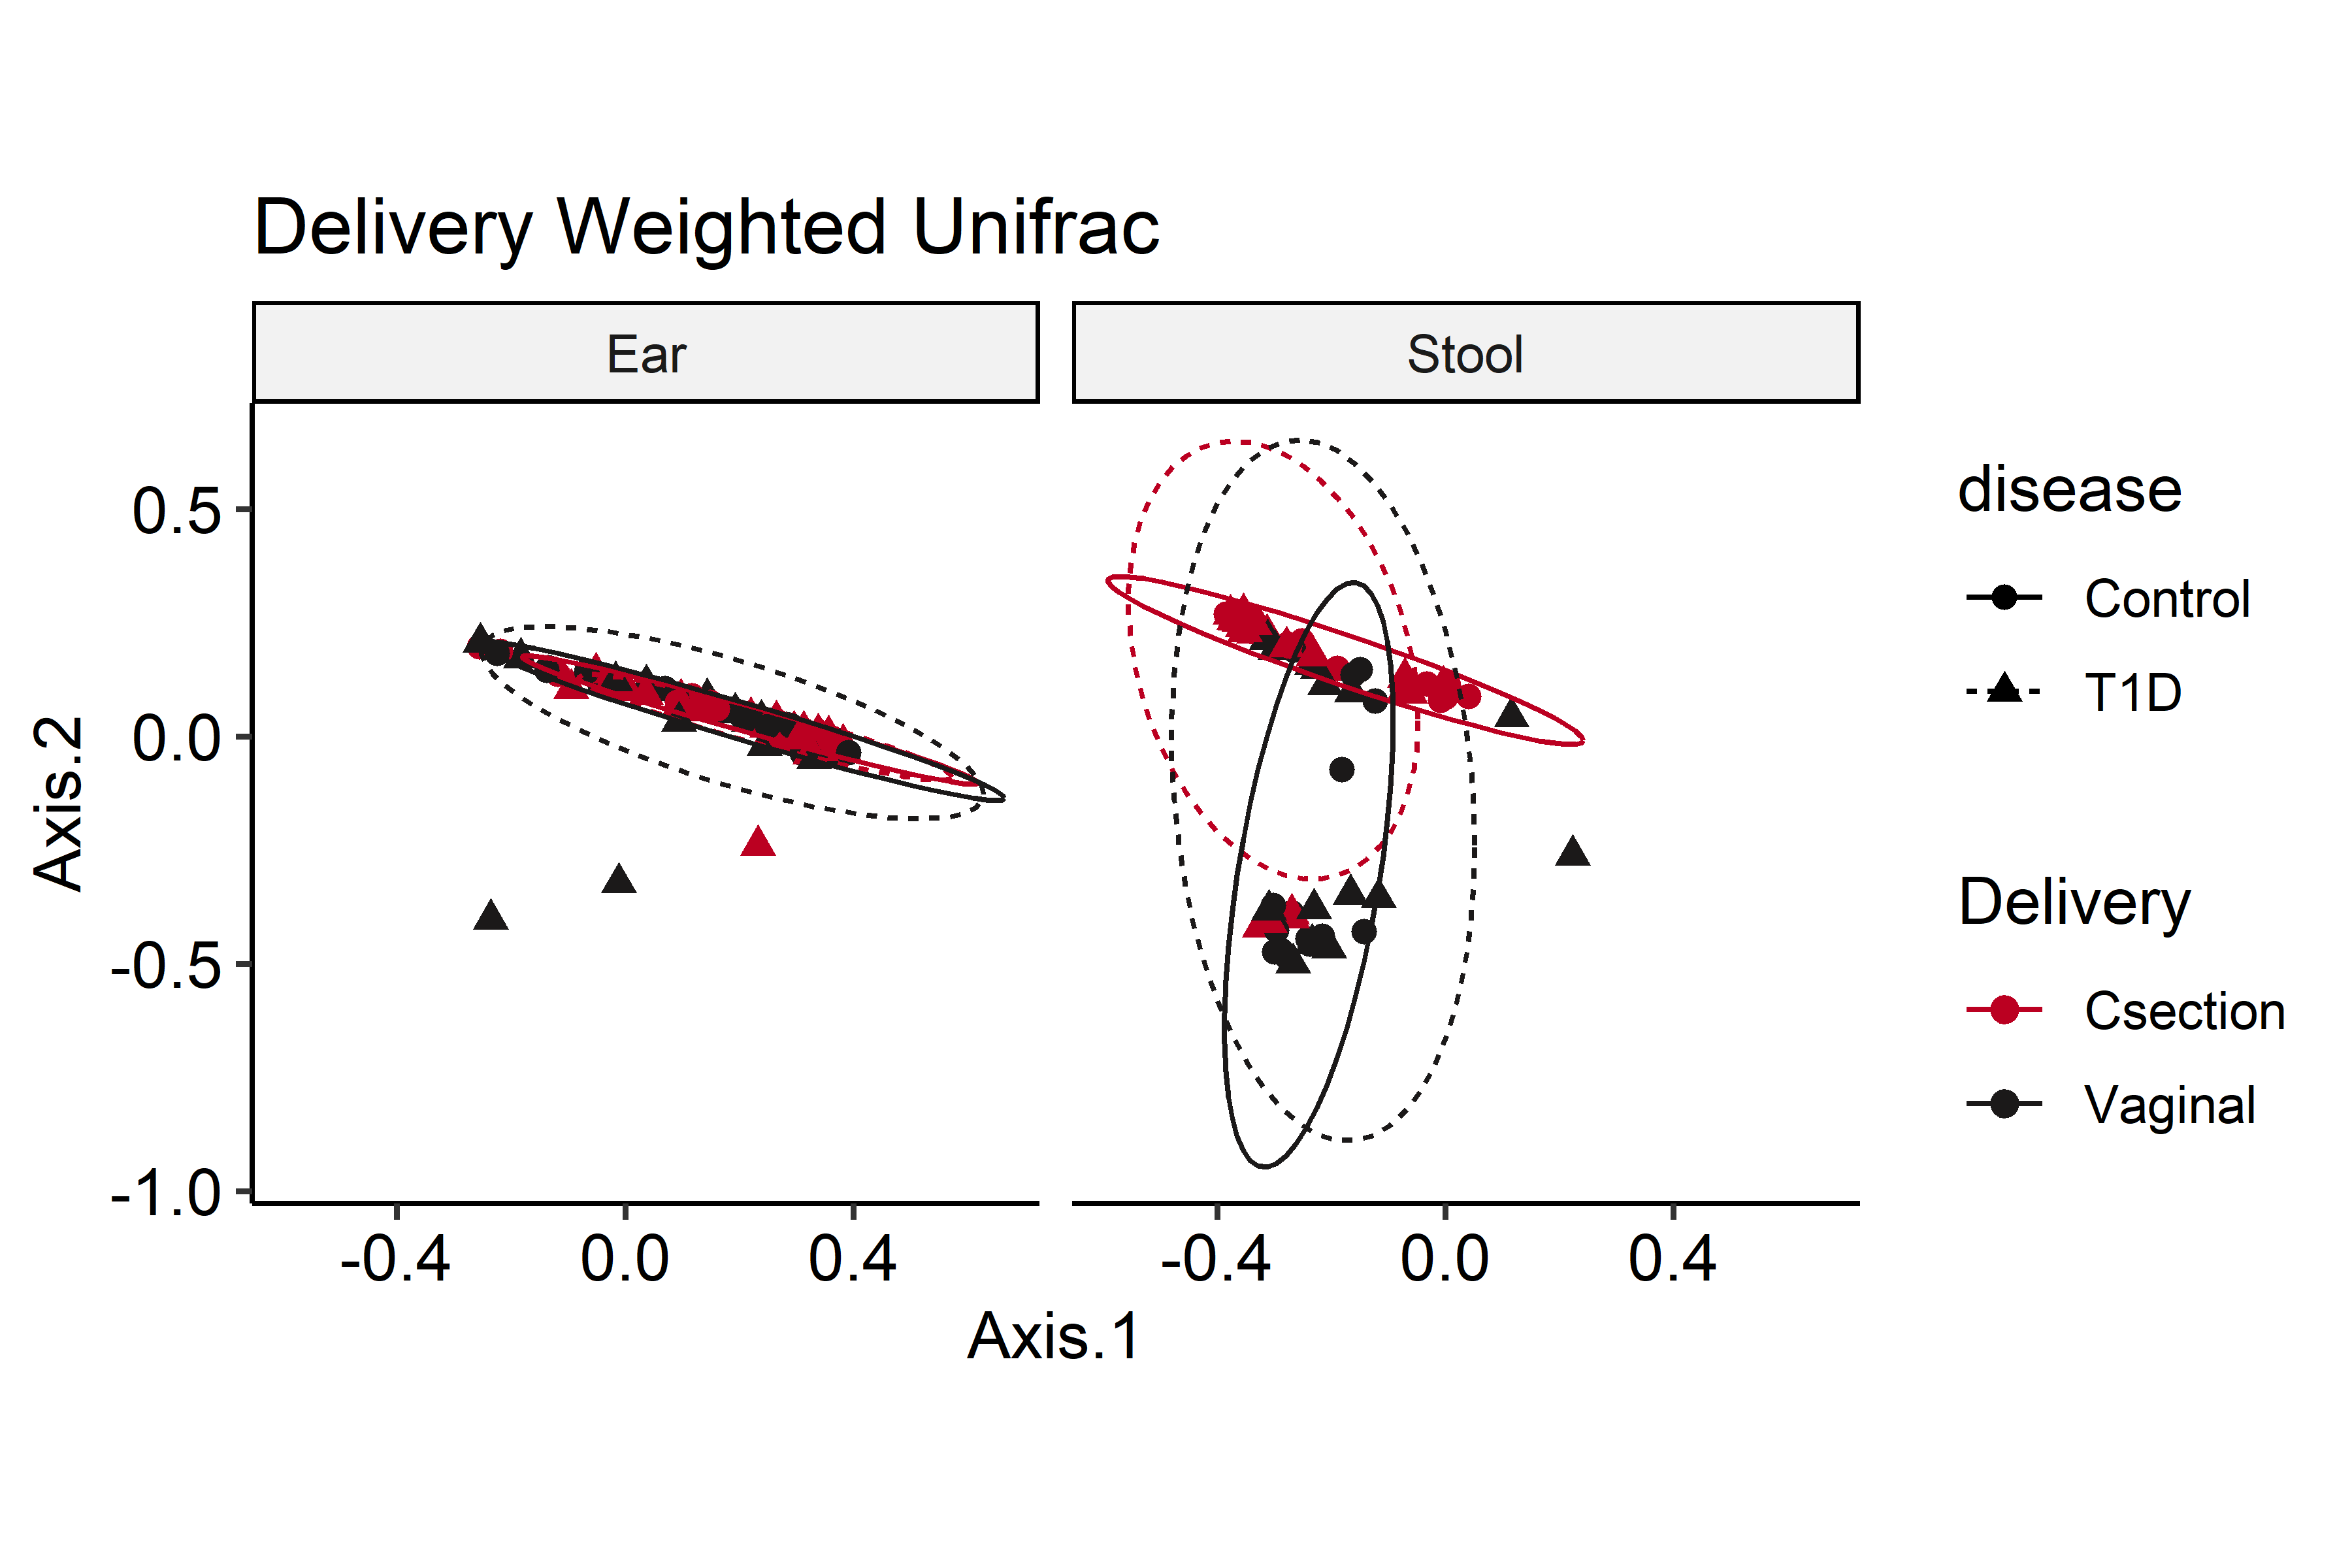 Delivery Weighted Unifrac
Ear
Stool
0.5
0.0
-0.5
-1.0
Axis.2
-0.4 0.0 0.4
-0.4 0.0 0.4
Axis.1
disease
Control
T1D
Delivery
Csection
Vaginal